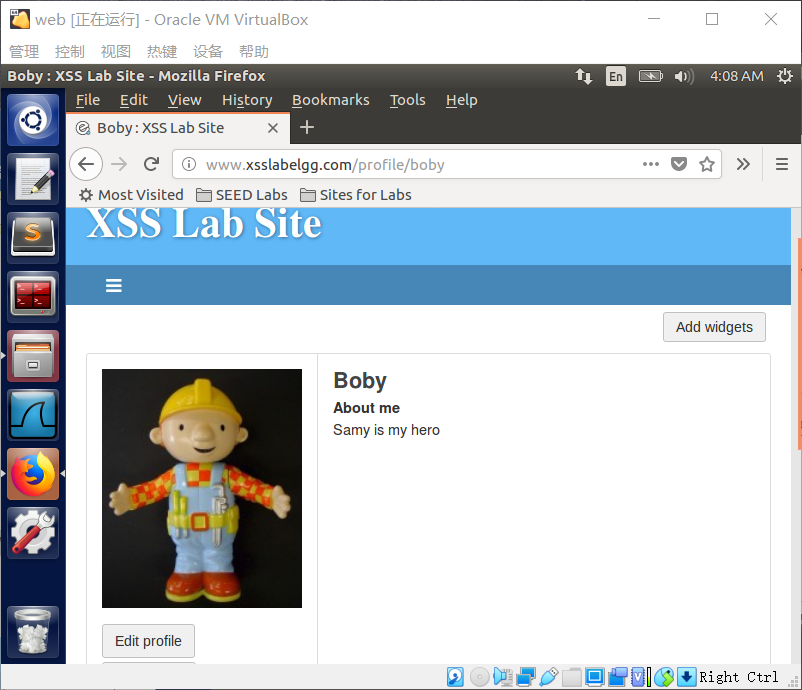 web [正在运行] - Oracle VM VirtualBox
管理 控制 视图 热键 设备 帮助
Boby : XSS Lab Site - Mozilla Firefox En 4:08 AM
File Edit View History Bookmarks Tools Help
Boby : XSS Lab Site
www.xsslabelgg.com/profile/boby
Most Visited SEED Labs Sites for Labs
XSS Lab Site
Add widgets
Boby
About me
Samy is my hero
Edit profile
Right Ctrl